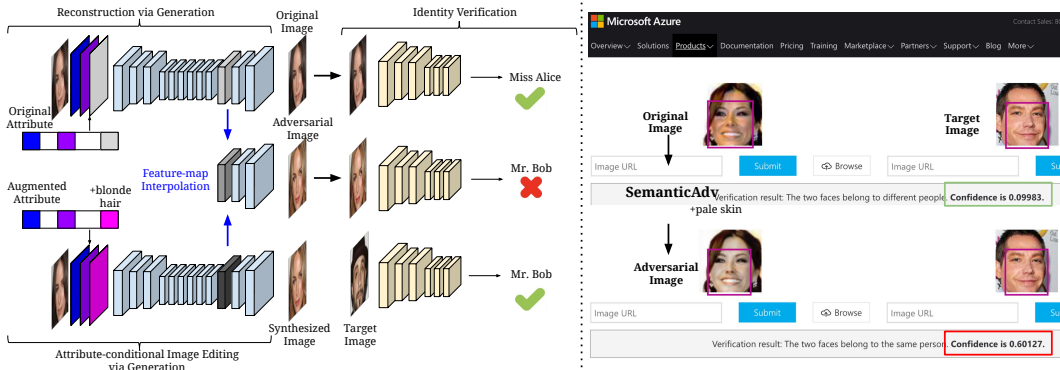 Reconstruction via Generation
Original
Image
Identity Verification
Miss Alice
Original
Attribute
Adversarial
Image
Feature-map
Interpolation
Mr. Bob
Augmented
Attribute
+blonde
hair
Mr. Bob
Synthesized
Image
Target
Image
Attribute-conditional Image Editing
via Generation
Microsoft Azure
Contact Sales:
Overview Solutions Products Documentation Pricing Training Marketplace Partners Support Blog More
Original
Image
Target
Image
Image URL Submit Browse Image URL Su
SemanticAdv
Verification result: The two faces belong to different people. Confidence is 0.09983.
+pale skin
Adversarial
Image
Image URL Submit Browse Image URL Su
Verification result: The two faces belong to the same person. Confidence is 0.60127.